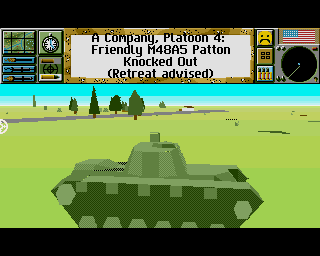 A Company, Platoon 4:
Friendly M48A5 Patton
Knocked Out
(Retreat advised)